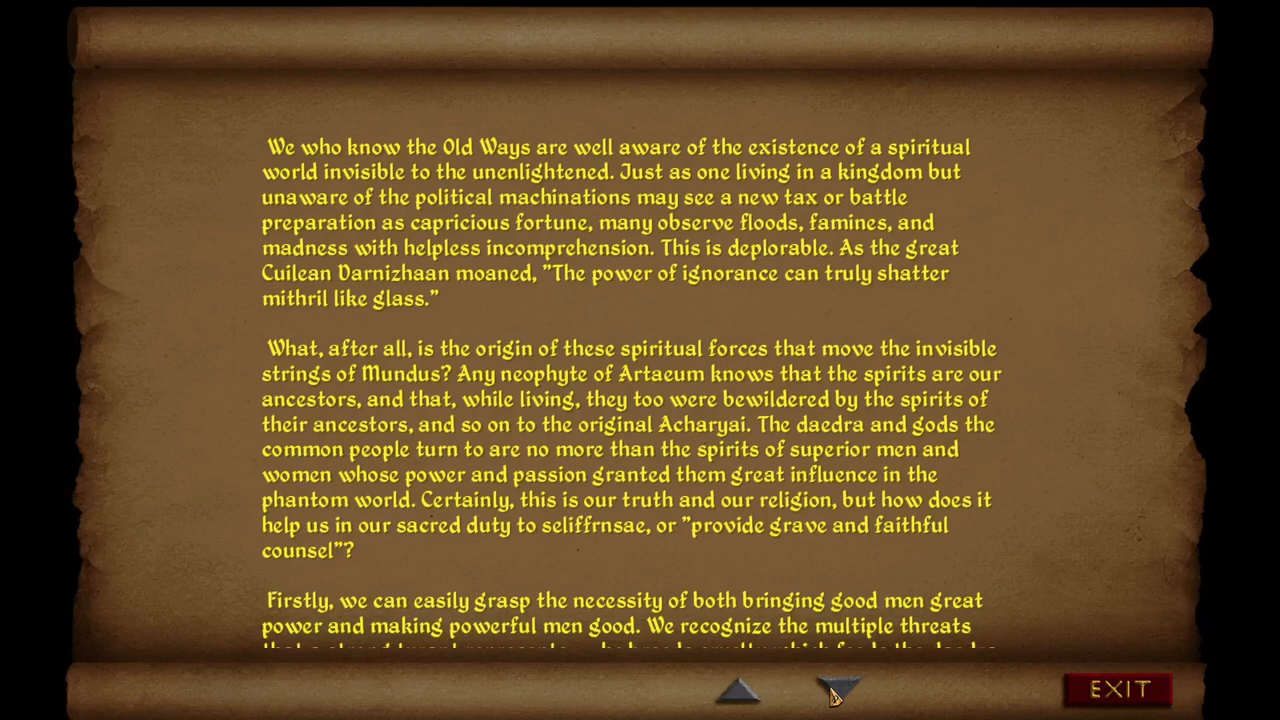 We who know the Old Ways are well aware of the existence of a spiritual
world invisible to the unenlightened. Just as one living in a kingdom but
unaware of the political machinations may see a new tax or battle
preparation as capricious fortune, many observe floods, famines, and
madness with helpless incomprehension. This is deplorable. As the great
Cuilean Darnizhaan moaned, "The power of ignorance can truly shatter
mithril like glass."
What, after all, is the origin of these spiritual forces that move the invisible
strings of Mundus? Any neophyte of Artaeum knows that the spirits are our
ancestors, and that, while living, they too were bewildered by the spirits of
their ancestors, and so on to the original Acharyai. The daedra and gods the
common people turn to are no more than the spirits of superior men and
women whose power and passion granted them great influence in the
phantom world. Certainly, this is our truth and our religion, but how does it
help us in our sacred duty to seliffrnsae, or "provide grave and faithful
counsel"?
Firstly, we can easily grasp the necessity of both bringing good men great
power and making powerful men good. We recognize the multiple threats
that a strong tyrant represents
EXIT